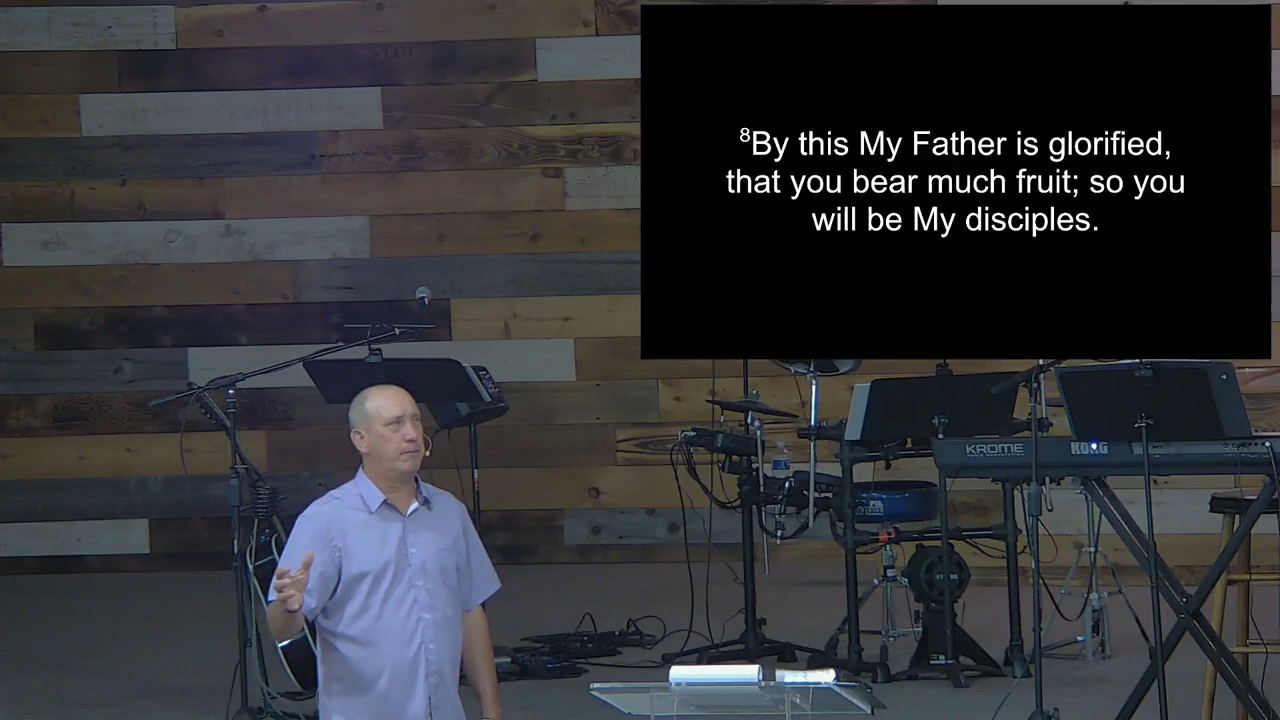 ⁸By this My Father is glorified,
that you bear much fruit; so you
will be My disciples.
KROME
KORG